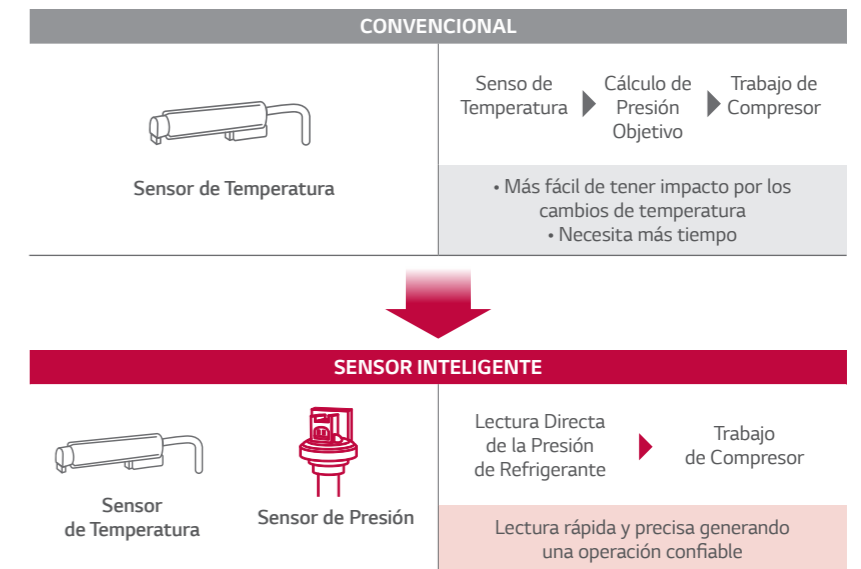 CONVENCIONAL
Sensor de Temperatura
Senso de
Temperatura
Cálculo de
Presión
Objetivo
Trabajo de
Compresor
• Más fácil de tener impacto por los
cambios de temperatura
• Necesita más tiempo
SENSOR INTELIGENTE
Sensor
de Temperatura
Sensor de Presión
Lectura Directa
de la Presión
de Refrigerante
Trabajo
de Compresor
Lectura rápida y precisa generando
una operación confiable